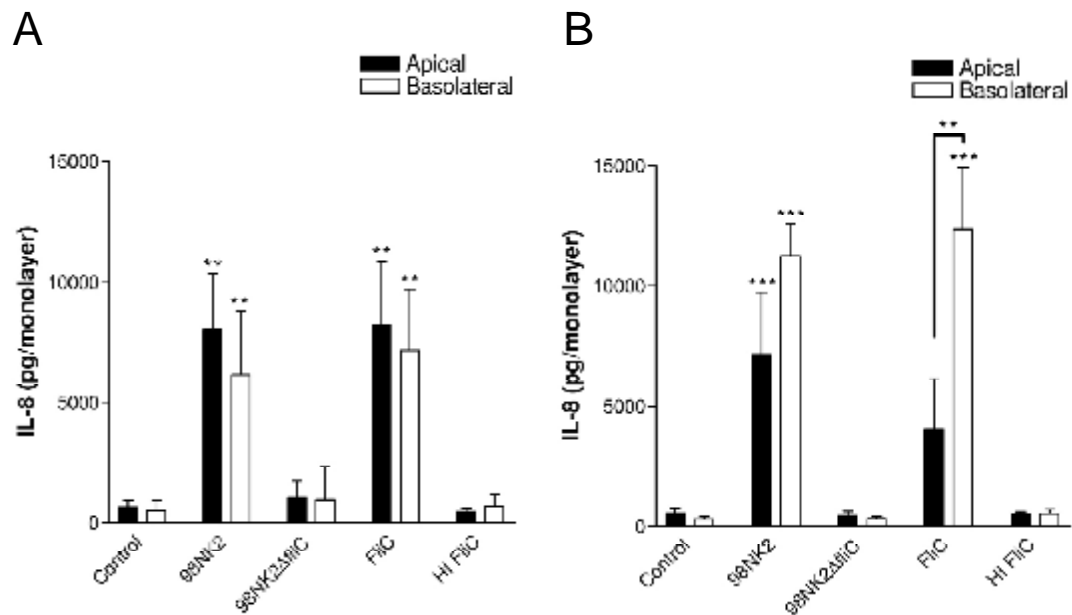 A
Apical
Basolateral
15000
10000
5000
0
IL-8 (pg/monolayer)
**
**
**
**
Control
98NK2
98NK2ΔfliC
FliC
HI FliC
B
Apical
Basolateral
15000
10000
5000
0
IL-8 (pg/monolayer)
***
***
**
***
Control
98NK2
98NK2ΔfliC
FliC
HI FliC